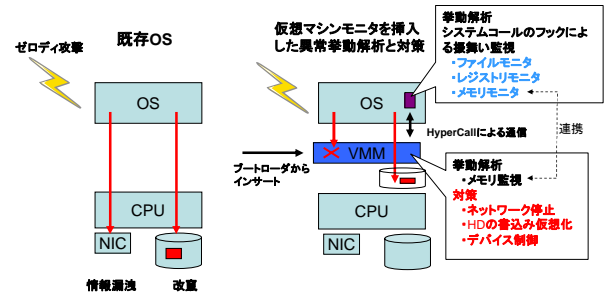 ゼロディ攻撃
既存OS
OS
CPU
NIC
情報漏洩
改竄
仮想マシンモニタを挿入
した異常挙動解析と対策
OS
HyperCallによる通信
VMM
ブートローダから
インサート
CPU
NIC
挙動解析
システムコールのフックによ
る振舞い監視
・ファイルモニタ
・レジストリモニタ
・メモリモニタ
連携
挙動解析
・メモリ監視
対策
・ネットワーク停止
・HDの書込み仮想化
・デバイス制御